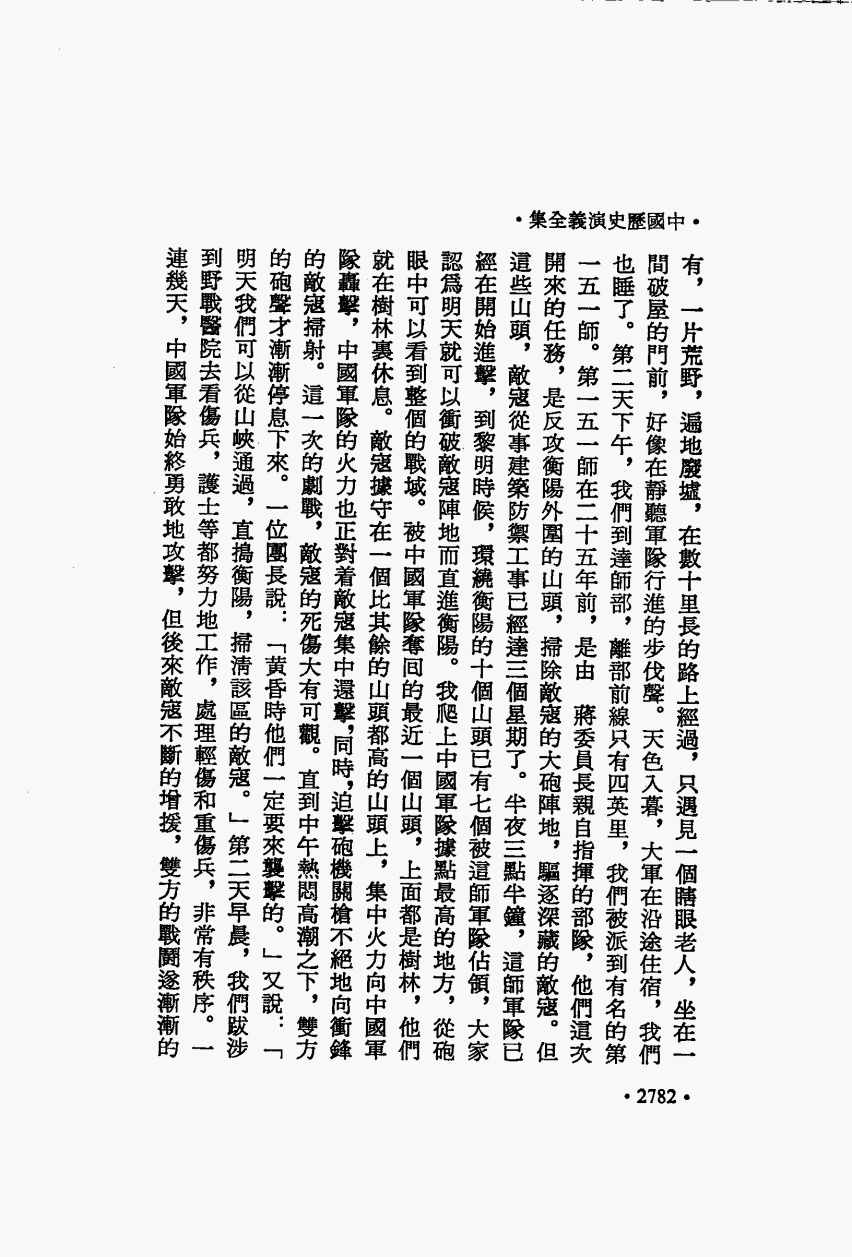 •中國歷史演義全集•
有，一片荒野，遍地廢墟，在數十里長的路上經過，只遇見一個瞎眼老人，坐在一
間破屋的門前，好像在靜聽軍隊行進的步伐聲。天色入暮，大軍在沿途住宿，我們
也睡了。第二天下午，我們到達師部，離部前線只有四英里，我們被派到有名的第
一五一師。第一五一師在二十五年前，是由　蔣委員長親自指揮的部隊，他們這次
開來的任務，是反攻衡陽外圍的山頭，掃除敵寇的大砲陣地，驅逐深藏的敵寇。但
這些山頭，敵寇從事建築防禦工事已經達三個星期了。半夜三點半鐘，這師軍隊已
經在開始進擊，到黎明時候，環繞衡陽的十個山頭已有七個被這師軍隊佔領，大家
認爲明天就可以衝破敵寇陣地而直進衡陽。我爬上中國軍隊據點最高的地方，從砲
眼中可以看到整個的戰域。被中國軍隊奪囘的最近一個山頭，上面都是樹林，他們
就在樹林裏休息。敵寇據守在一個比其餘的山頭都高的山頭上，集中火力向中國軍
隊轟擊，中國軍隊的火力也正對着敵寇集中還擊，同時，迫擊砲機關槍不絕地向衝鋒
的敵寇掃射。這一次的劇戰，敵寇的死傷大有可觀。直到中午熱悶高潮之下，雙方
的砲聲才漸漸停息下來。一位團長說：「黃昏時他們一定要來襲擊的。」又說：「
明天我們可以從山峽通過，直搗衡陽，掃淸該區的敵寇。」第二天早晨，我們跋涉
到野戰醫院去看傷兵，護士等都努力地工作，處理輕傷和重傷兵，非常有秩序。一
連幾天，中國軍隊始終勇敢地攻擊，但後來敵寇不斷的增援，雙方的戰鬭遂漸漸的
•2782•